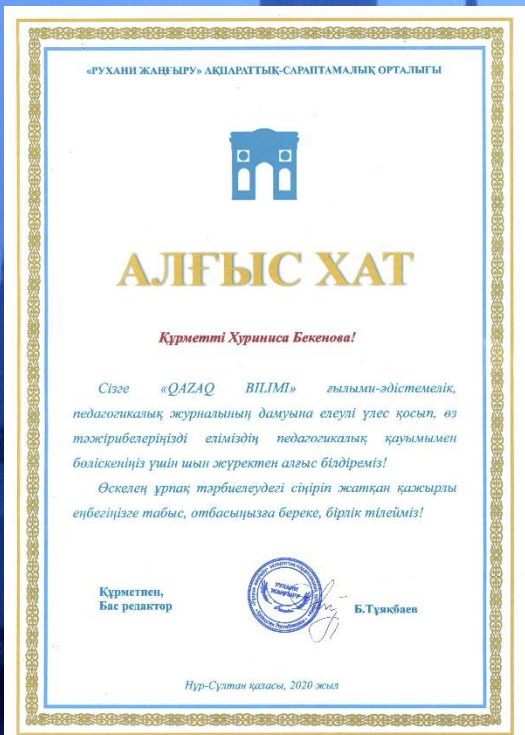 «РУХАНИ ЖАҢҒЫРУ» АҚПАРАТТЫҚ-САРАПТАМАЛЫҚ ОРТАЛЫҒЫ
АЛҒЫС ХАТ
Құрметті Хуриниса Бекенова!
Сізге «QAZAQ BILIMI» ғылыми-әдістемелік,
педагогикалық журналының дамуына елеулі үлес қосып, өз
тәжірибелеріңізді еліміздің педагогикалық қауымымен
бөліскеніңіз үшін шын жүректен алғыс білдіреміз!
Өскелең ұрпақ тәрбиелеудегі сіңіріп жатқан қажырлы
еңбегіңізге табыс, отбасыңызға береке, бірлік тілейміз!
Құрметпен,
Бас редактор
РУХАНИ
ЖАҢҒЫРУ
Б.Тұяқбаев
Нұр-Сұлтан қаласы, 2020 жыл